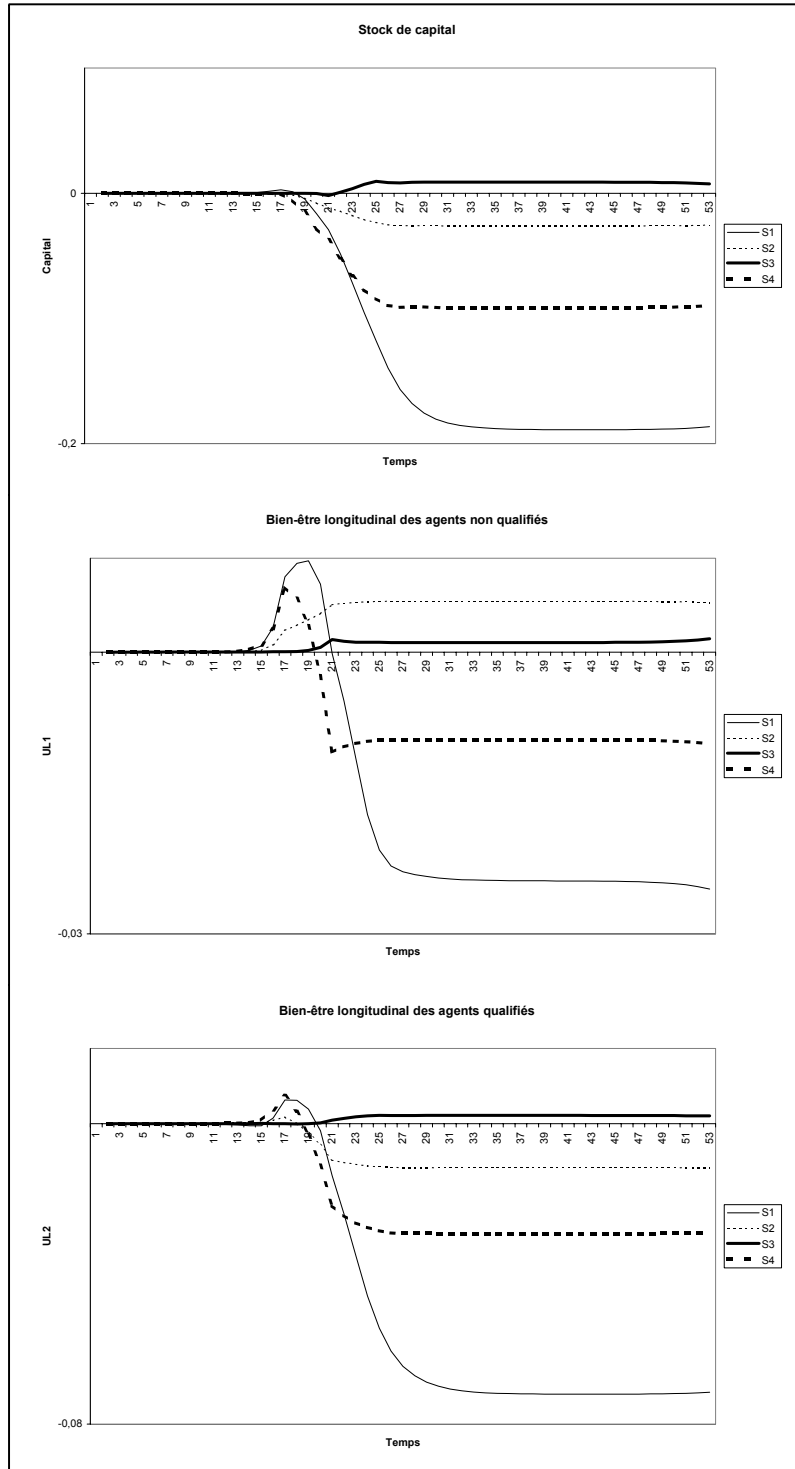 Stock de capital
0
1 3 5 7 9 11 13 15 17 19 21 23 25 27 29 31 33 35 37 39 41 43 45 47 49 51 53
Capital
S1
S2
S3
S4
-0,2
Temps
Bien-être longitudinal des agents non qualifiés
1 3 5 7 9 11 13 15 17 19 21 23 25 27 29 31 33 35 37 39 41 43 45 47 49 51 53
UL1
S1
S2
S3
S4
-0,03
Temps
Bien-être longitudinal des agents qualifiés
1 3 5 7 9 11 13 15 17 19 21 23 25 27 29 31 33 35 37 39 41 43 45 47 49 51 53
UL2
S1
S2
S3
S4
-0,08
Temps